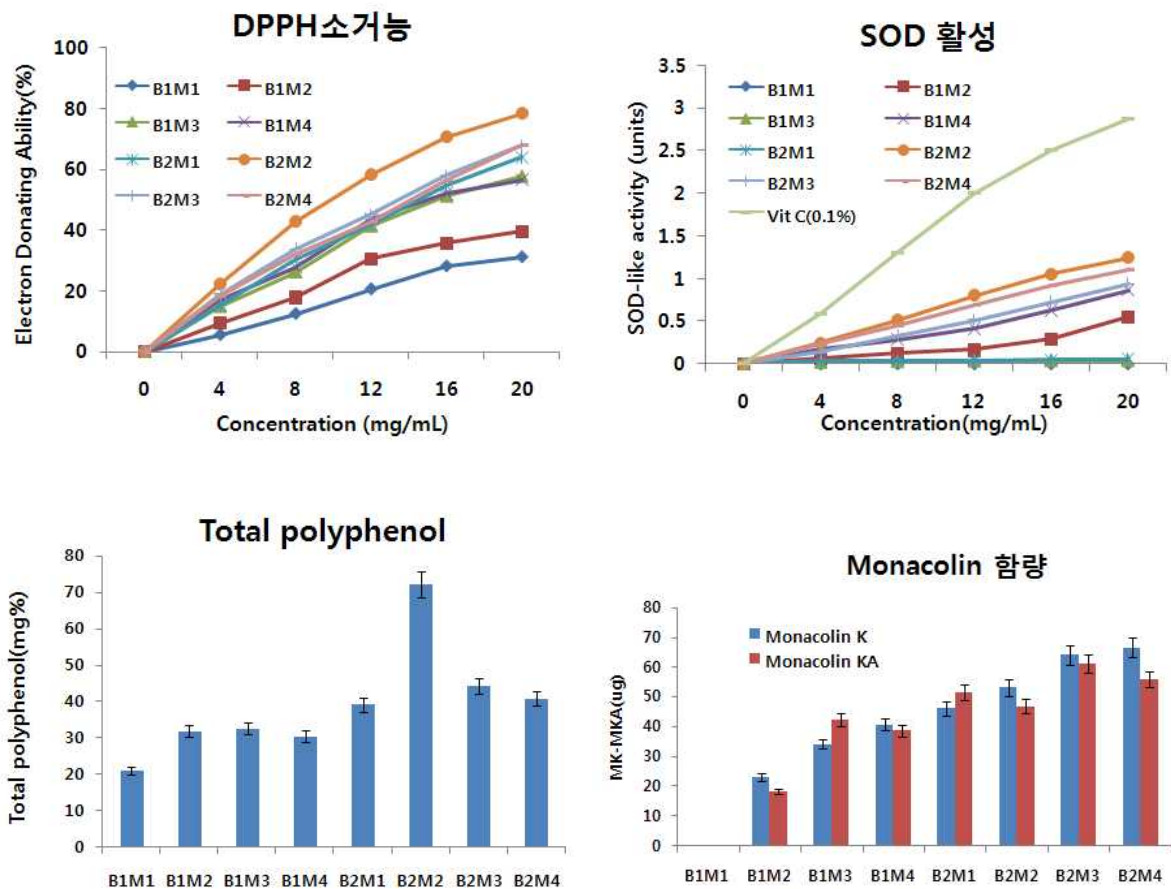 DPPH소거능
Electron Donating Ability(%)
100
80
60
40
20
0
B1M1 B1M2
B1M3 B1M4
B2M1 B2M2
B2M3 B2M4
0 4 8 12 16 20
Concentration (mg/mL)
SOD 활성
SOD-like activity (units)
3.5
3
2.5
2
1.5
1
0.5
0
B1M1 B1M2
B1M3 B1M4
B2M1 B2M2
B2M3 B2M4
Vit C(0.1%)
0 4 8 12 16 20
Concentration(mg/mL)
Total polyphenol
Total polyphenol(mg%)
80
70
60
50
40
30
20
10
0
B1M1 B1M2 B1M3 B1M4 B2M1 B2M2 B2M3 B2M4
Monacolin 함량
MK-MKA(ug)
80
70
60
50
40
30
20
10
0
Monacolin K
Monacolin KA
B1M1 B1M2 B1M3 B1M4 B2M1 B2M2 B2M3 B2M4